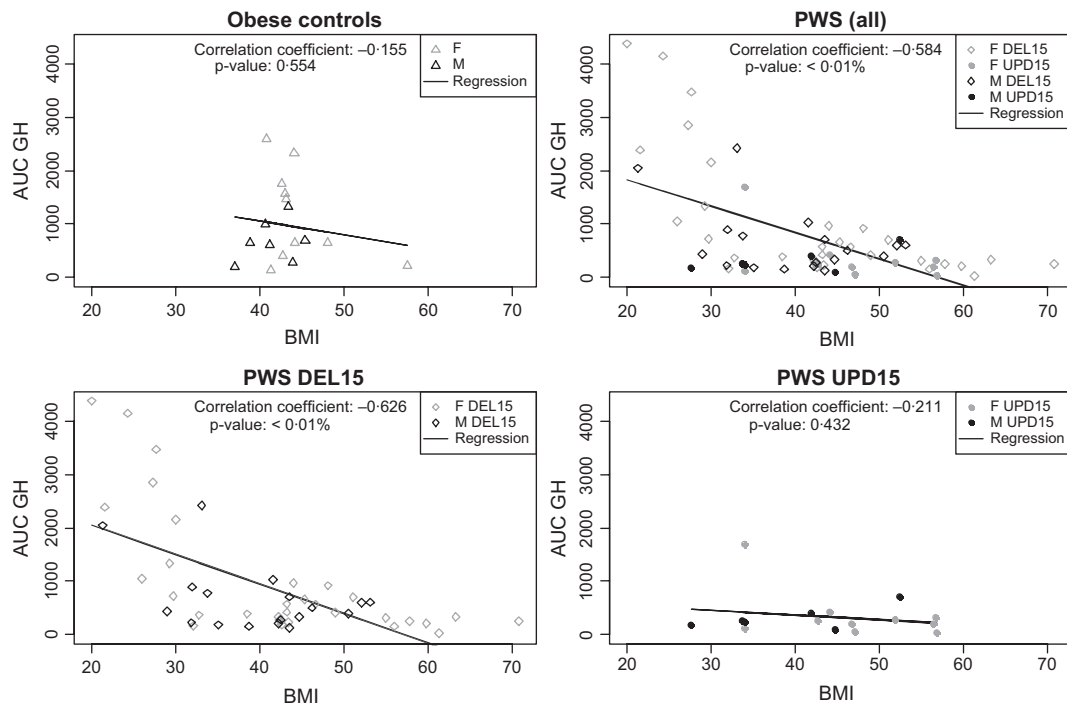 Obese controls
Correlation coefficient: –0·155
p-value: 0·554
F
M
Regression
AUC GH
0 1000 2000 3000 4000
20 30 40 50 60 70
BMI
PWS (all)
Correlation coefficient: –0·584
p-value: < 0·01%
F DEL15
F UPD15
M DEL15
M UPD15
Regression
AUC GH
0 1000 2000 3000 4000
20 30 40 50 60 70
BMI
PWS DEL15
Correlation coefficient: –0·626
p-value: < 0·01%
F DEL15
M DEL15
Regression
AUC GH
0 1000 2000 3000 4000
20 30 40 50 60 70
BMI
PWS UPD15
Correlation coefficient: –0·211
p-value: 0·432
F UPD15
M UPD15
Regression
AUC GH
0 1000 2000 3000 4000
20 30 40 50 60 70
BMI